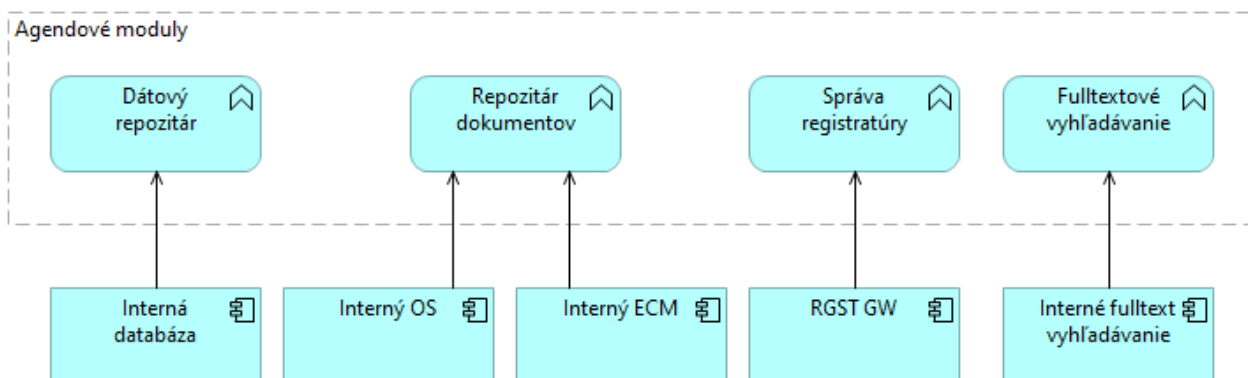 Agendové moduly
Dátový
repozitár
Repozitár
dokumentov
Správa
registratúry
Fulltextové
vyhľadávanie
Interná
databáza
Interný OS
Interný ECM
RGST GW
Interné fulltext
vyhľadávanie